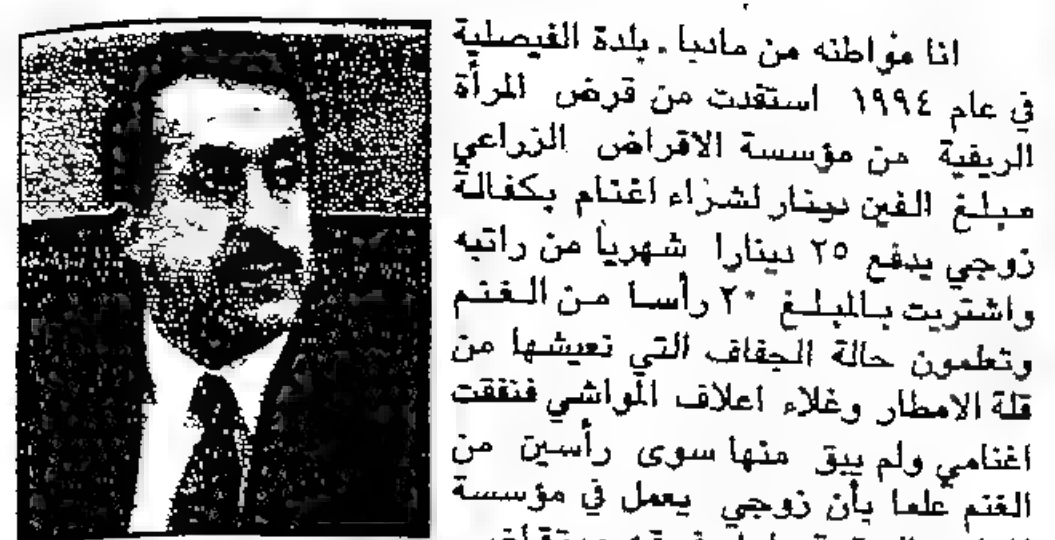 انا مواطنه من مادبا ـ بلدة الفيصلية
في عام ١٩٩٤ استفدت من قرض المرأة
الريفية من مؤسسة الاقراض الزراعي
مبلغ الفين دينار لشراء اغنام بكفالة
زوجي يدفع ٢٥ دينارا شهرياً من راتبه
واشتريت بالمبلغ ٢٠ رأسا من الغنم
وتعلمون حالة الجفاف التي نعيشها من
قلة الامطار وغلاء اعلاف المواشي فنفقت
اغنامي ولم يبق منها سوى رأسين من
الغنم علما بأن زوجي يعمل في مؤسسة